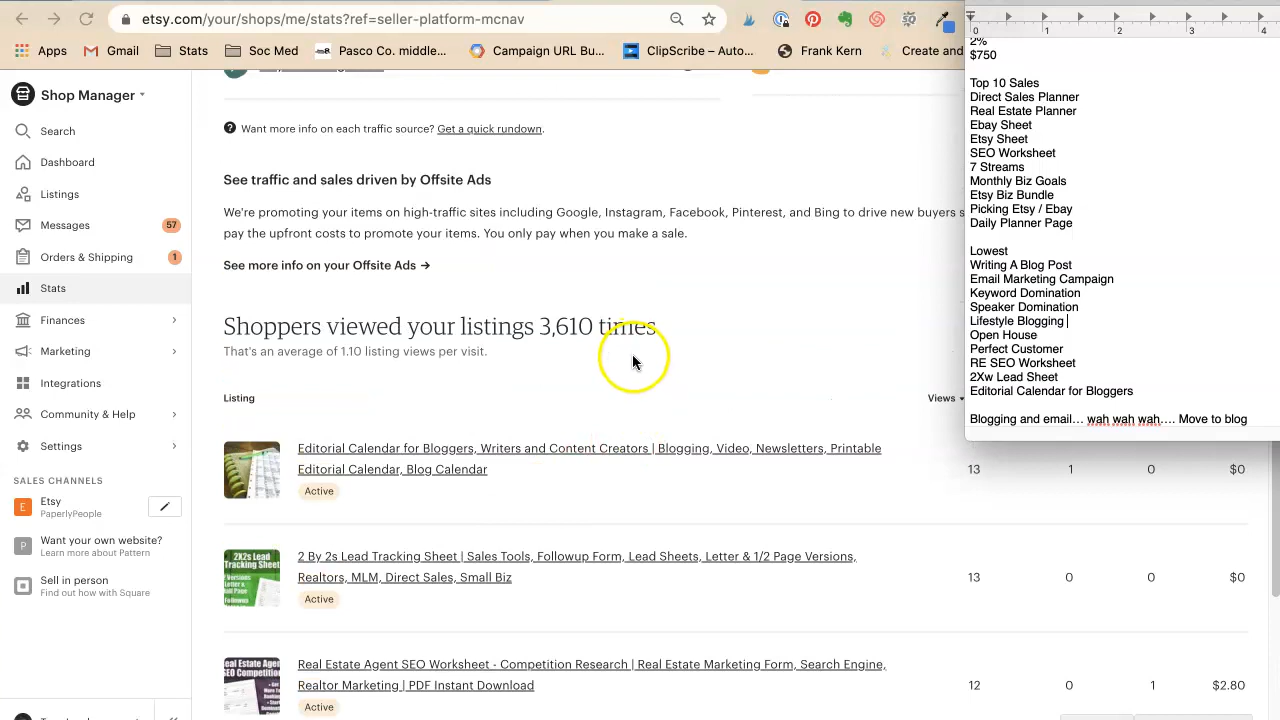 etsy.com/your/shops/me/stats?ref=seller-platform-mcnav
Apps
Gmail
Stats
Soc Med
Pasco Co. middle...
Campaign URL Bu...
ClipScribe – Auto...
Frank Kern
Create and
Shop Manager
Search
Dashboard
Listings
Messages
57
Orders & Shipping
1
Stats
Finances
Marketing
Integrations
Community & Help
Settings
SALES CHANNELS
E
Etsy
PaperlyPeople
P
Want your own website?
Learn more about Pattern
Sell in person
Find out how with Square
Want more info on each traffic source? Get a quick rundown.
See traffic and sales driven by Offsite Ads
We're promoting your items on high-traffic sites including Google, Instagram, Facebook, Pinterest, and Bing to drive new buyers s
pay the upfront costs to promote your items. You only pay when you make a sale.
See more info on your Offsite Ads →
Shoppers viewed your listings 3,610 times
That's an average of 1.10 listing views per visit.
Listing
Views
Editorial Calendar for Bloggers, Writers and Content Creators | Blogging, Video, Newsletters, Printable
Editorial Calendar, Blog Calendar
Active
13 1 0 $0
2X2s Lead
Tracking Sheet
2 By 2s Lead Tracking Sheet | Sales Tools, Followup Form, Lead Sheets, Letter & 1/2 Page Versions,
Realtors, MLM, Direct Sales, Small Biz
Active
13 0 0 $0
Real Estate Agent SEO Worksheet - Competition Research | Real Estate Marketing Form, Search Engine,
Realtor Marketing | PDF Instant Download
Active
12 0 1 $2.80
0 1 2 3 4
2%
$750
Top 10 Sales
Direct Sales Planner
Real Estate Planner
Ebay Sheet
Etsy Sheet
SEO Worksheet
7 Streams
Monthly Biz Goals
Etsy Biz Bundle
Picking Etsy / Ebay
Daily Planner Page
Lowest
Writing A Blog Post
Email Marketing Campaign
Keyword Domination
Speaker Domination
Lifestyle Blogging
Open House
Perfect Customer
RE SEO Worksheet
2Xw Lead Sheet
Editorial Calendar for Bloggers
Blogging and email... wah wah wah.... Move to blog